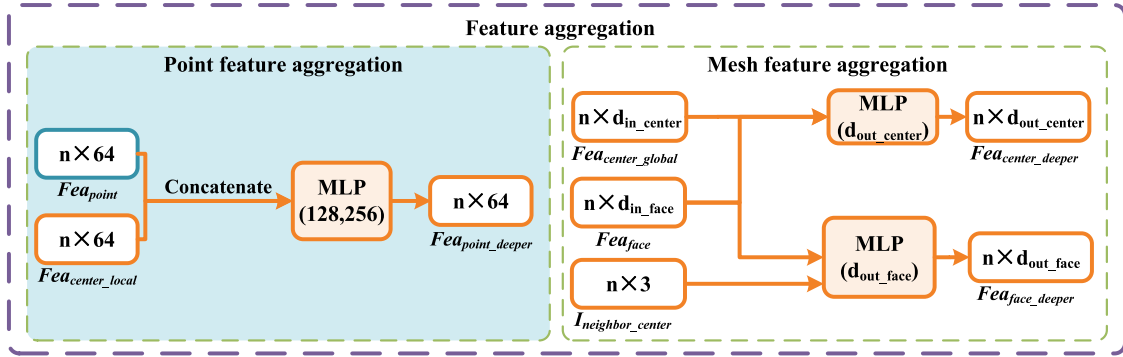 Feature aggregation
Point feature aggregation
n×64
Fea_point
n×64
Fea_center_local
Concatenate
MLP
(128,256)
n×64
Fea_point_deeper
Mesh feature aggregation
n×d_in_center
Fea_center_global
n×d_in_face
Fea_face
n×3
I_neighbor_center
MLP
(d_out_center)
n×d_out_center
Fea_center_deeper
MLP
(d_out_face)
n×d_out_face
Fea_face_deeper